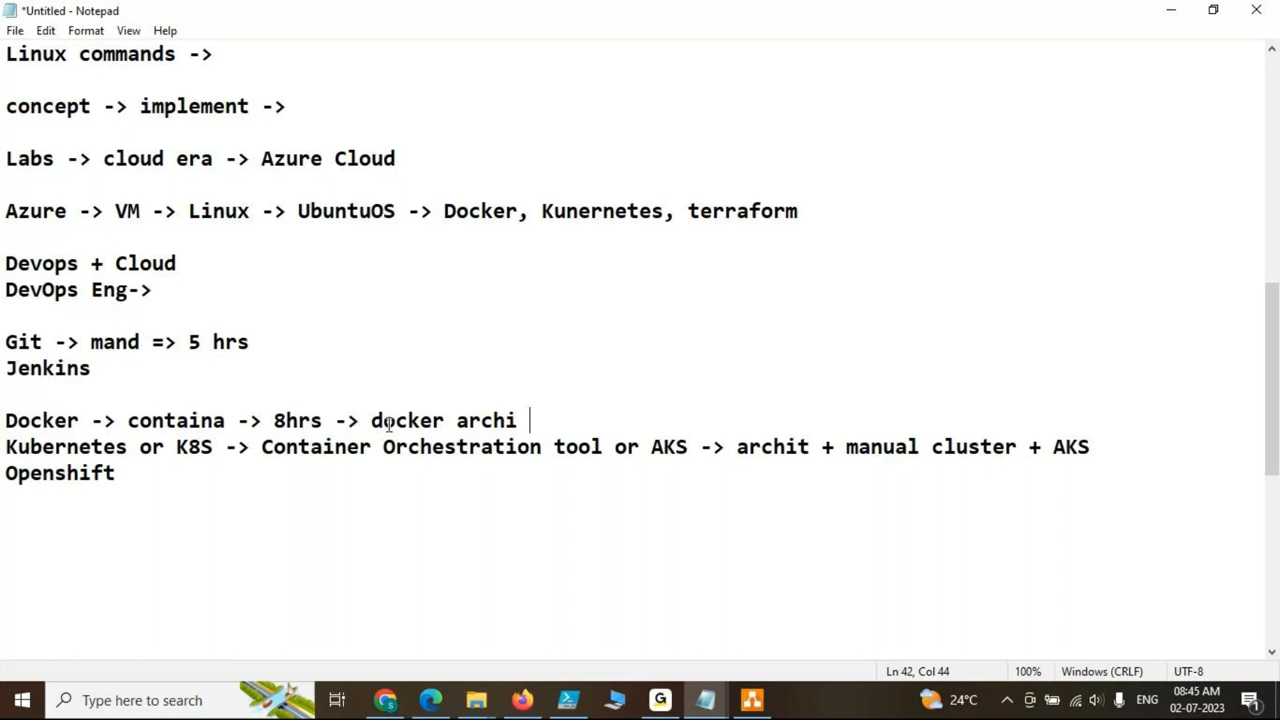 *Untitled - Notepad
File Edit Format View Help
Linux commands ->
concept -> implement ->
Labs -> cloud era -> Azure Cloud
Azure -> VM -> Linux -> UbuntuOS -> Docker, Kunernetes, terraform
Devops + Cloud
DevOps Eng->
Git -> mand => 5 hrs
Jenkins
Docker -> containa -> 8hrs -> docker archi
Kubernetes or K8S -> Container Orchestration tool or AKS -> archit + manual cluster + AKS
Openshift
Ln 42, Col 44 100% Windows (CRLF) UTF-8
Type here to search G 24°C ENG 08:45 AM
02-07-2023 1